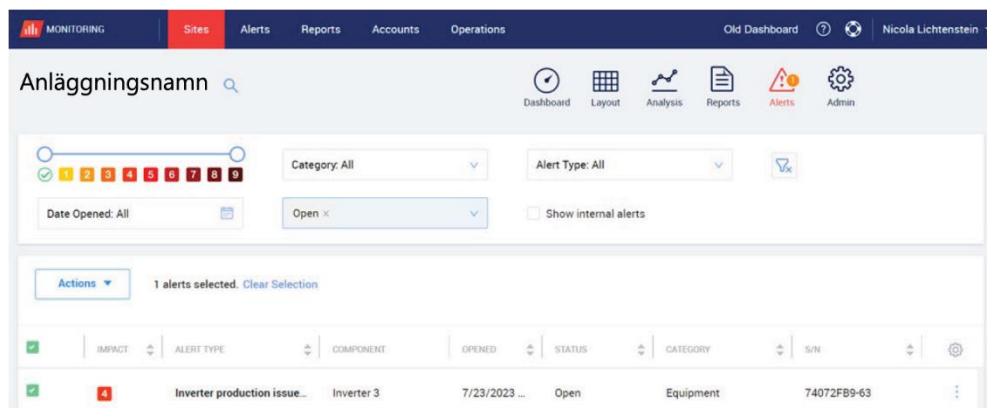 MONITORING Sites Alerts Reports Accounts Operations Old Dashboard Nicola Lichtenstein
Anläggningsnamn
Dashboard Layout Analysis Reports Alerts 1 Admin
1 2 3 4 5 6 7 8 9 Category: All Alert Type: All
Date Opened: All Open × Show internal alerts
Actions 1 alerts selected. Clear Selection
IMPACT ALERT TYPE COMPONENT OPENED STATUS CATEGORY S/N
4 Inverter production issue... Inverter 3 7/23/2023 ... Open Equipment 74072FB9-63